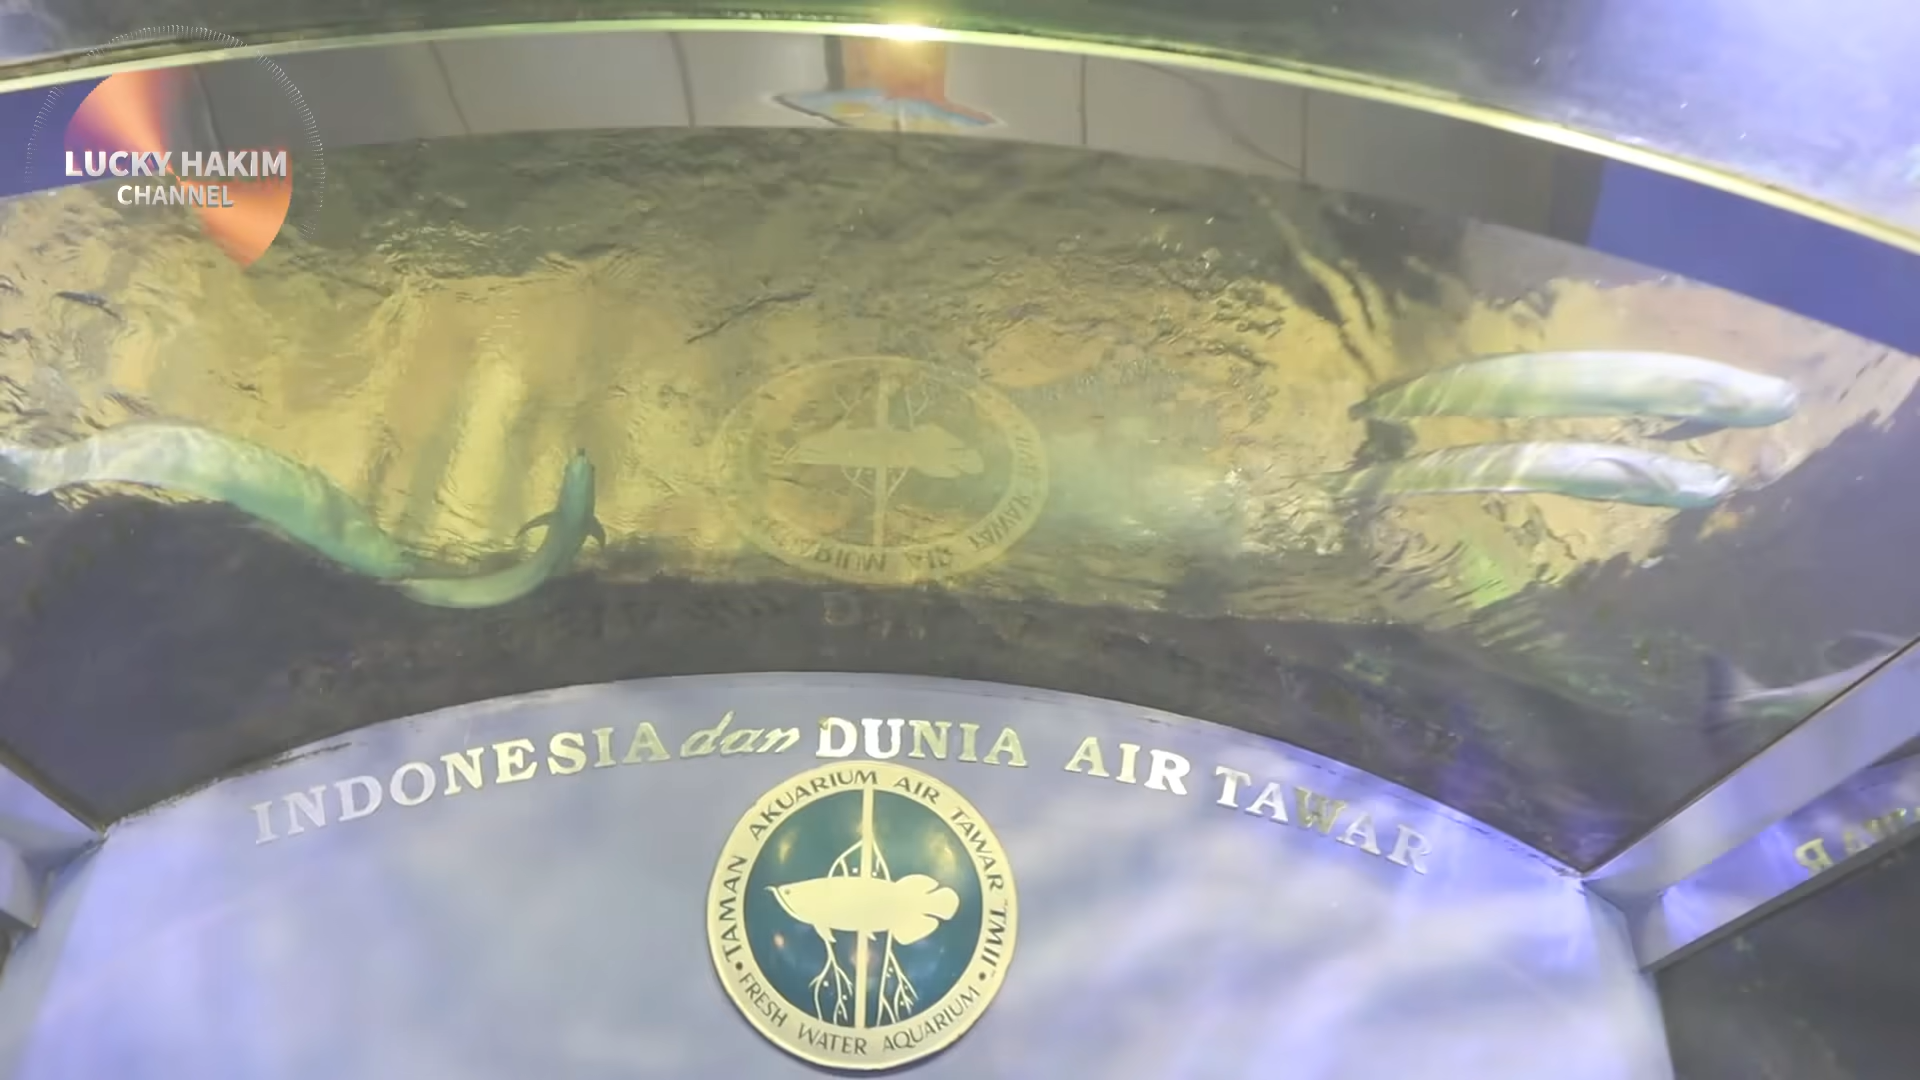 LUCKY HAKIM
CHANNEL
INDONESIA dan DUNIA AIR TAWAR
TAMAN AKUARIUM AIR TAWAR "TMII"
FRESH WATER AQUARIUM